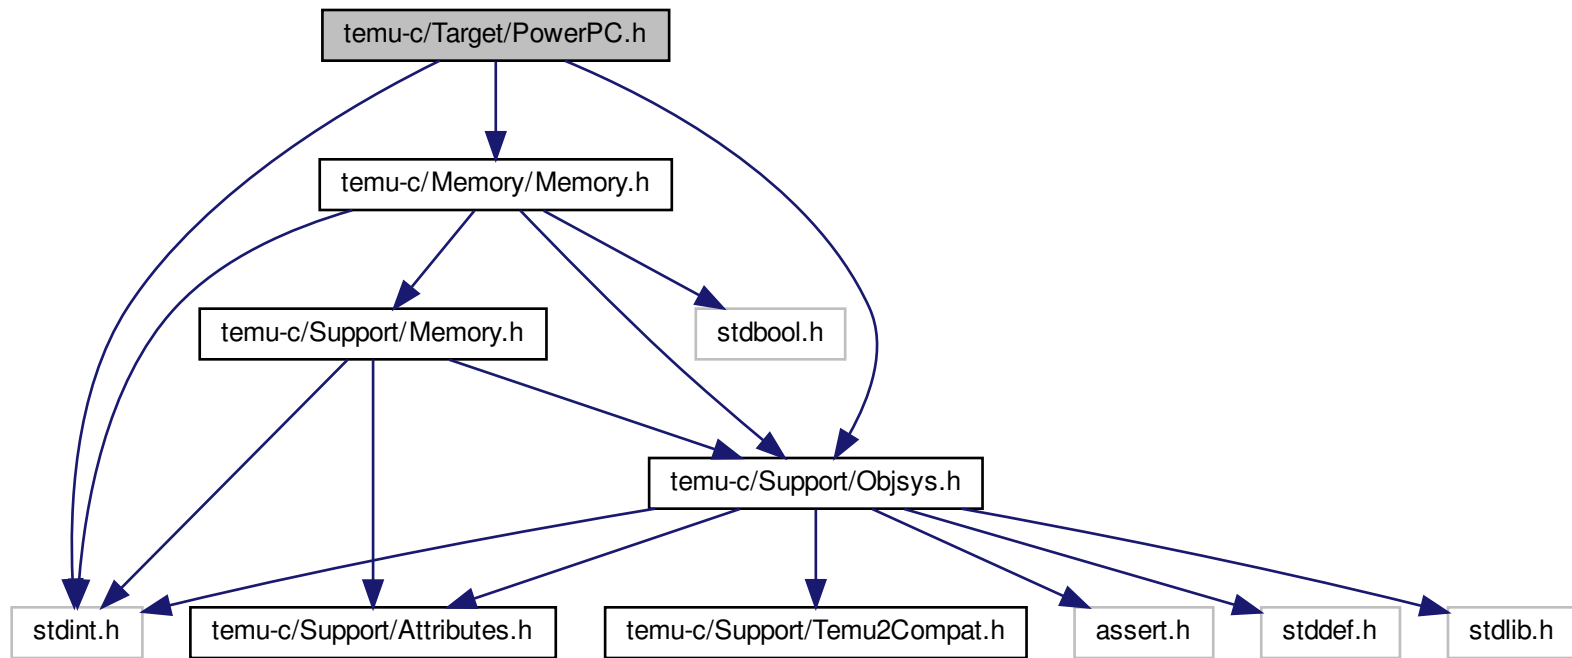 temu-c/Target/PowerPC.h
temu-c/Memory/Memory.h
temu-c/Support/Memory.h
stdbool.h
temu-c/Support/Objsys.h
stdint.h
temu-c/Support/Attributes.h
temu-c/Support/Temu2Compat.h
assert.h
stddef.h
stdlib.h